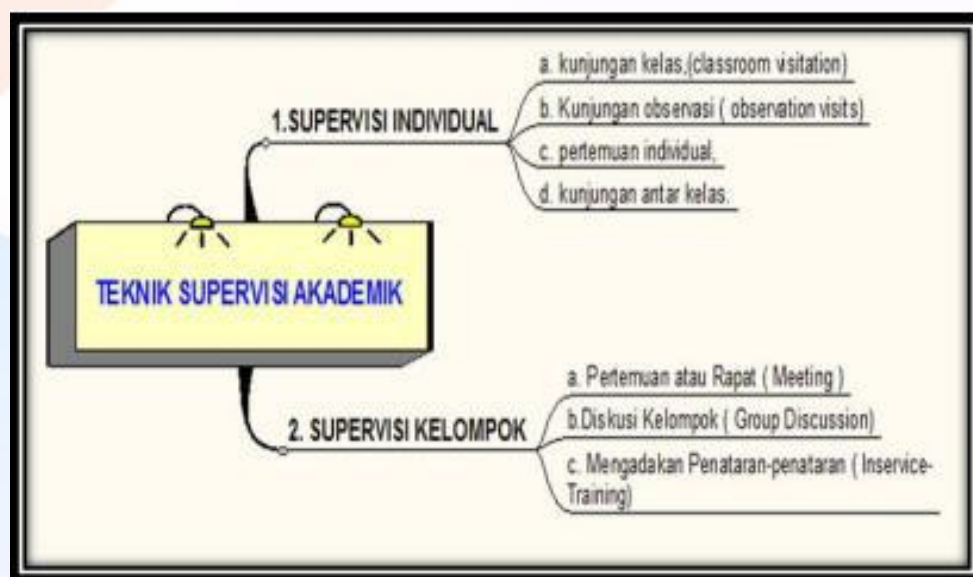 TEKNIK SUPERVISI AKADEMIK
1.SUPERVISI INDIVIDUAL
a. kunjungan kelas,(classroom visitation)
b. Kunjungan observasi ( observation visits)
c. pertemuan individual,
d. kunjungan antar kelas.
2. SUPERVISI KELOMPOK
a. Pertemuan atau Rapat ( Meeting )
b.Diskusi Kelompok ( Group Discussion)
c. Mengadakan Penataran-penataran ( Inservice-
Training)